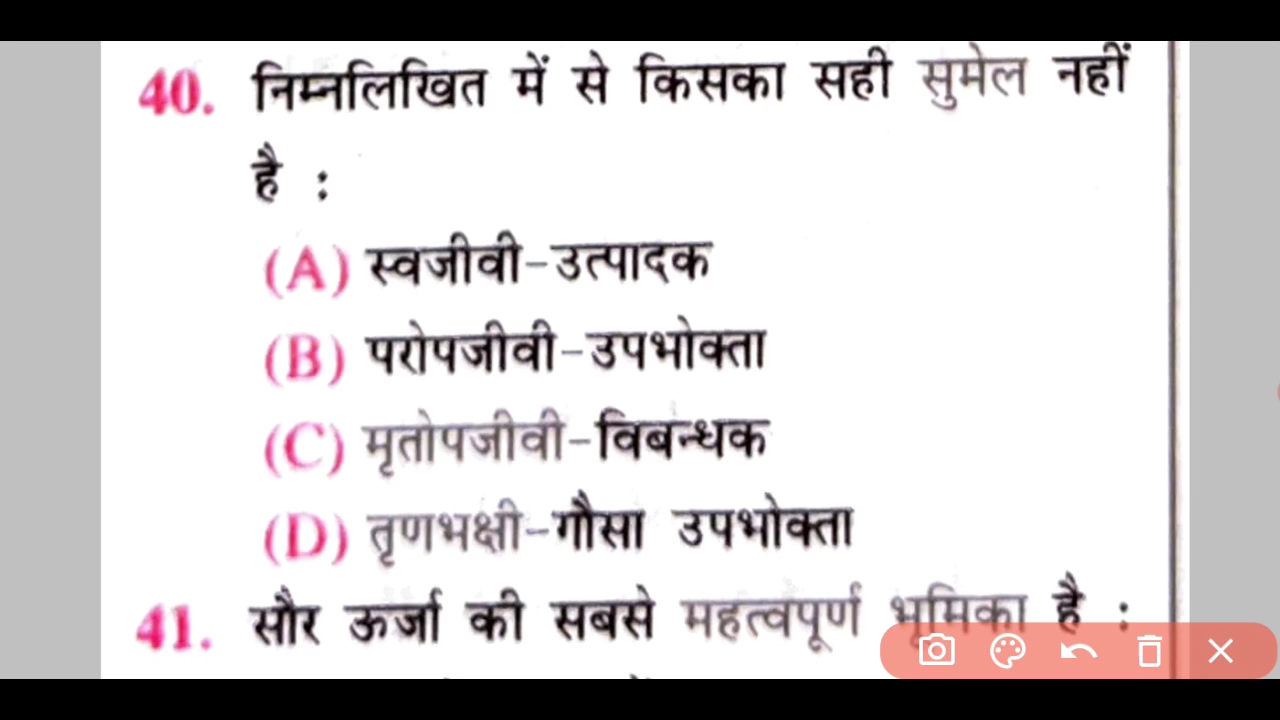 40. निम्नलिखित में से किसका सही सुमेल नहीं
है :
(A) स्वजीवी-उत्पादक
(B) परोपजीवी-उपभोक्ता
(C) मृतोपजीवी-विबन्धक
(D) तृणभक्षी-गौसा उपभोक्ता
41. सौर ऊर्जा की सबसे महत्वपूर्ण भूमिका है :